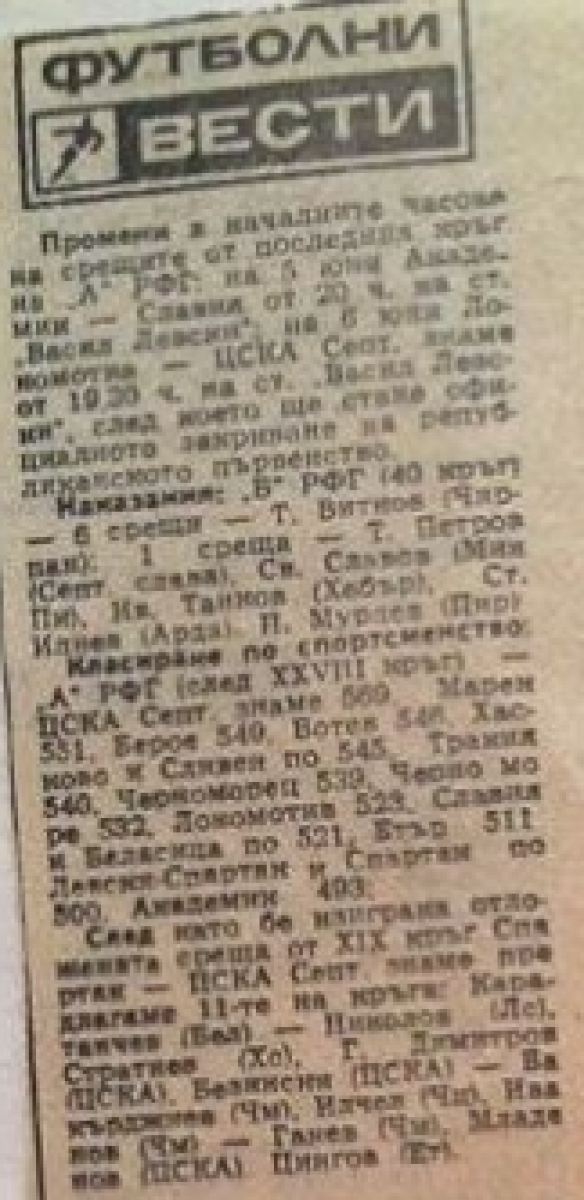 ФУТБОЛНИ
ВЕСТИ
Промени в началните часове
на срещите от последния кръг
на „А" РФГ: на 5 юни Акаде-
мик — Славия от 20 ч. на ст.
„Васил Левски"; на 6 юни Ло-
комотив — ЦСКА Септ. знаме
от 19,30 ч. на ст. „Васил Левс-
ки", след което ще стане офи-
циалното закриване на репуб-
ликанското първенство.
Наказания: „Б" РФГ (40 кръг)
— 6 срещи — Т. Витков (Чир-
пан); 1 среща — Т. Петров
(Септ. слава), Св. Славов (Мин
Пк), Ив. Танков (Хебър), Ст.
Илиев (Арда), П. Мурлев (Пир)
Класиране по спортсменство:
„А" РФГ (след XXVIII кръг) —
ЦСКА Септ. знаме 569, Марек
551, Берое 549, Ботев 546, Хас-
ково и Сливен по 545, Тракия
540, Черноморец 539, Черно мо
ре 532, Локомотив 523, Славия
и Беласица по 521, Етър 511
Левски-Спартак и Спартак по
500, Академик 493;
След като бе изиграна отло-
жената среща от XIX кръг Спа
ртак — ЦСКА Септ. знаме пре
длагаме 11-те на кръга: Кара-
танчев (Бел) — Николов (Лс),
Стратиев (Хс), Г. Димитров
(ЦСКА), Безински (ЦСКА) — Ва
кърджиев (Чм), Илчев (Чм), Ива
нов (Чм) — Ганев (Чм), Младе
нов (ЦСКА) Цингов (Ет).